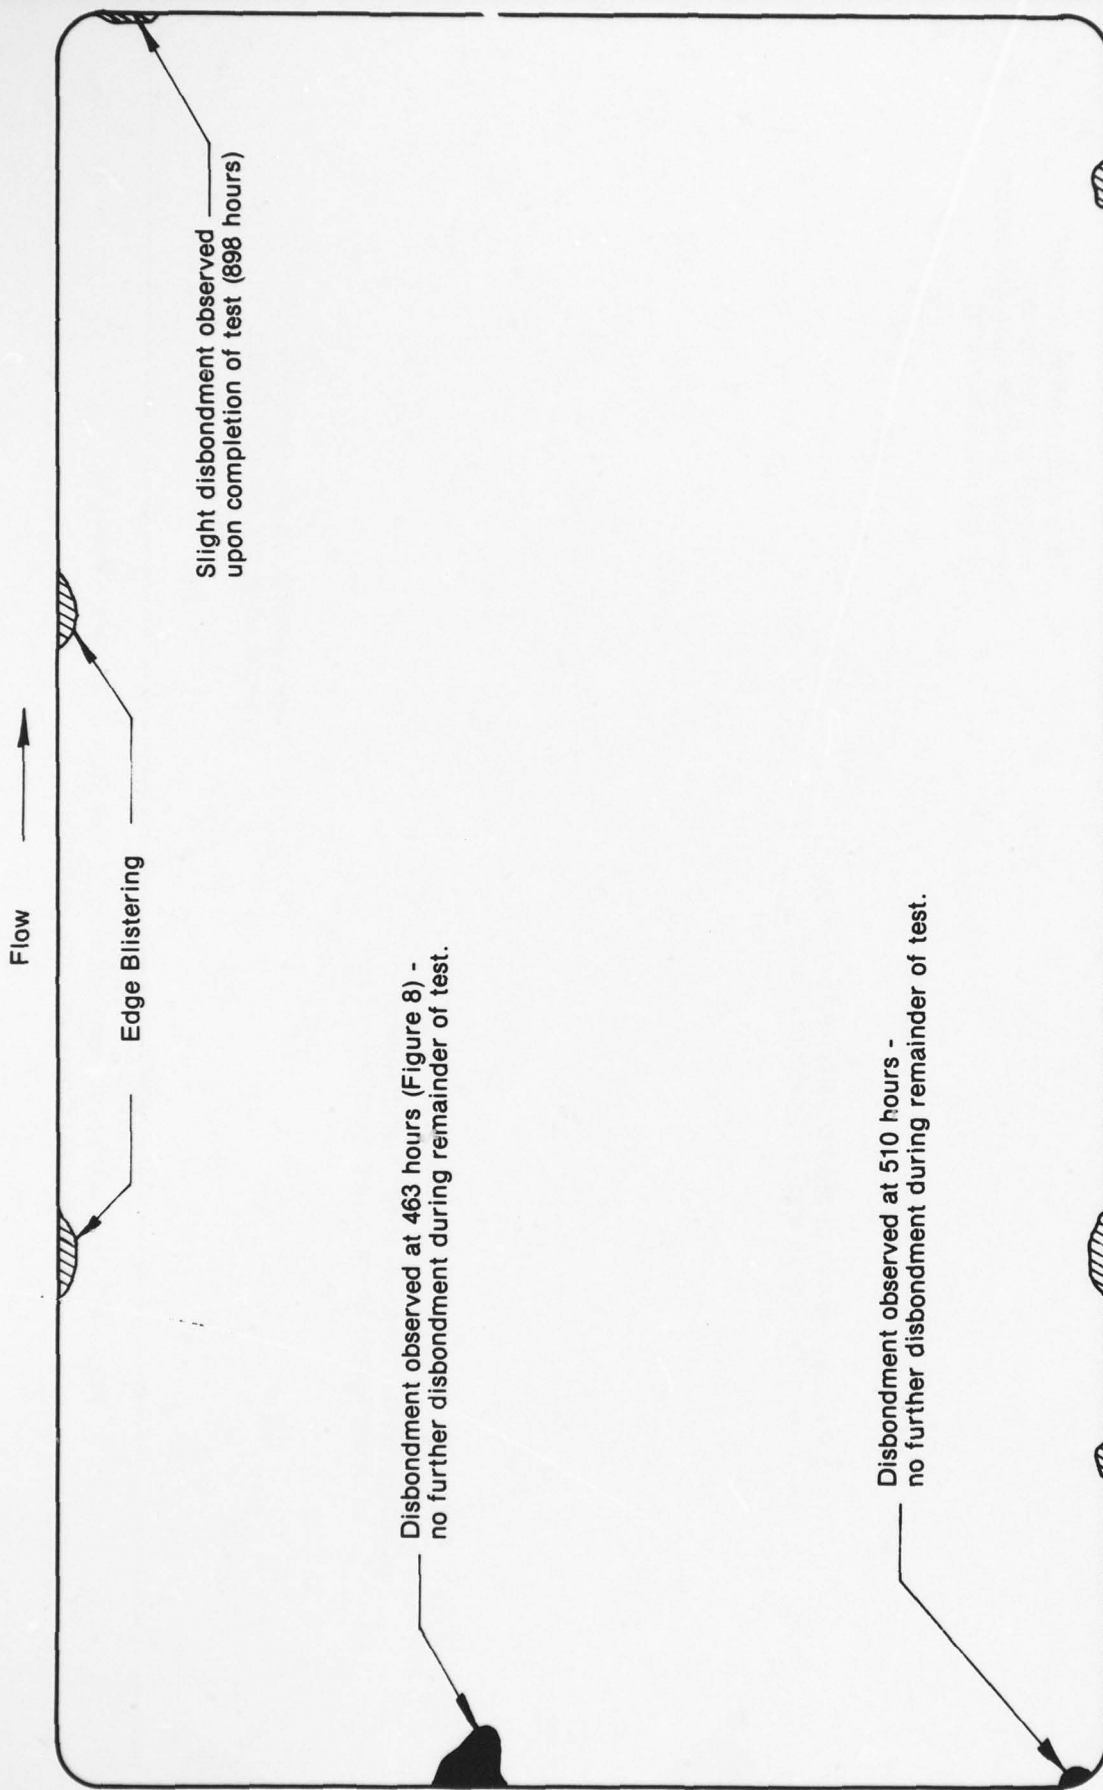 Flow
Edge Blistering
Slight disbondment observed
upon completion of test (898 hours)
Disbondment observed at 463 hours (Figure 8) -
no further disbondment during remainder of test.
Disbondment observed at 510 hours -
no further disbondment during remainder of test.